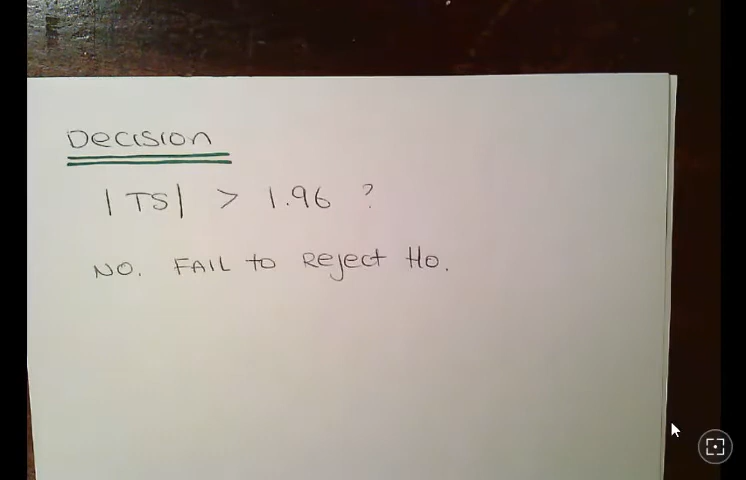 Decision
|TS| > 1.96 ?
NO. FAIL to Reject Ho.